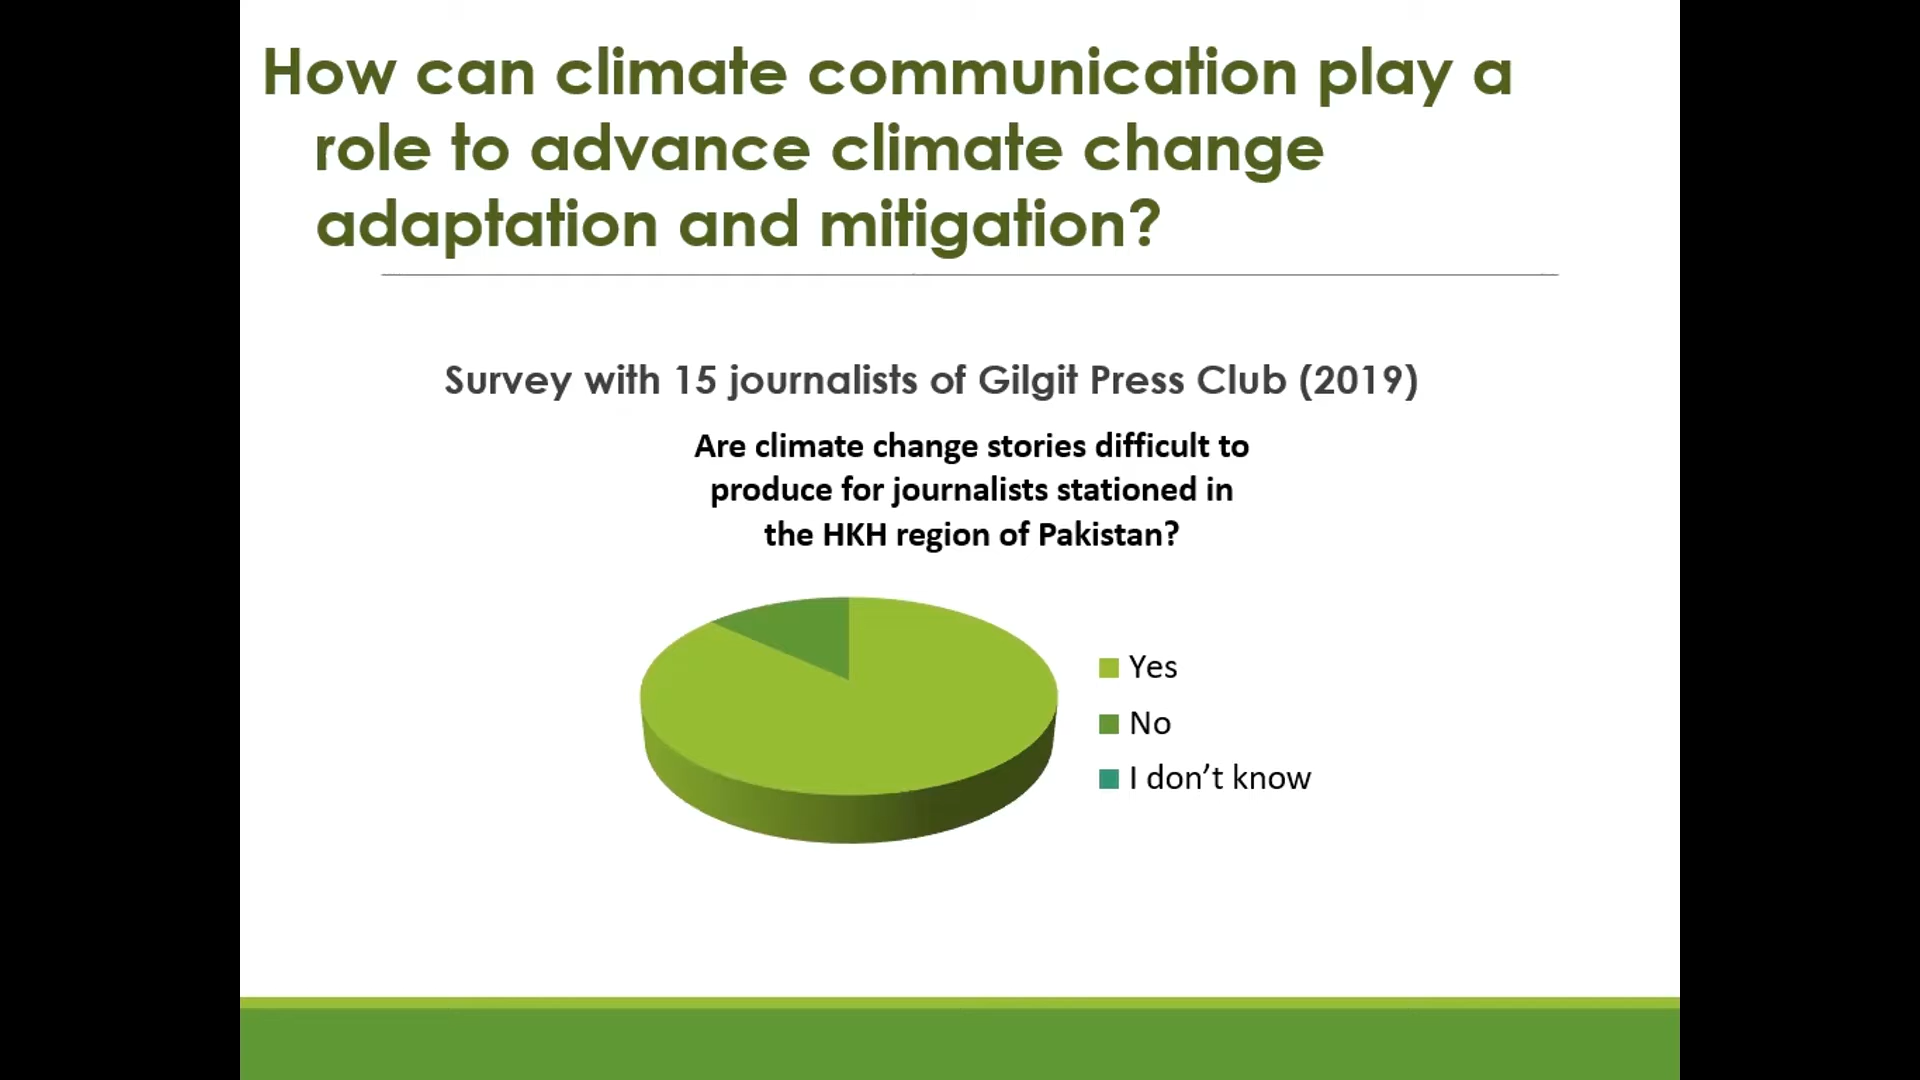 How can climate communication play a
role to advance climate change
adaptation and mitigation?
Survey with 15 journalists of Gilgit Press Club (2019)
Are climate change stories difficult to
produce for journalists stationed in
the HKH region of Pakistan?
Yes
No
I don’t know